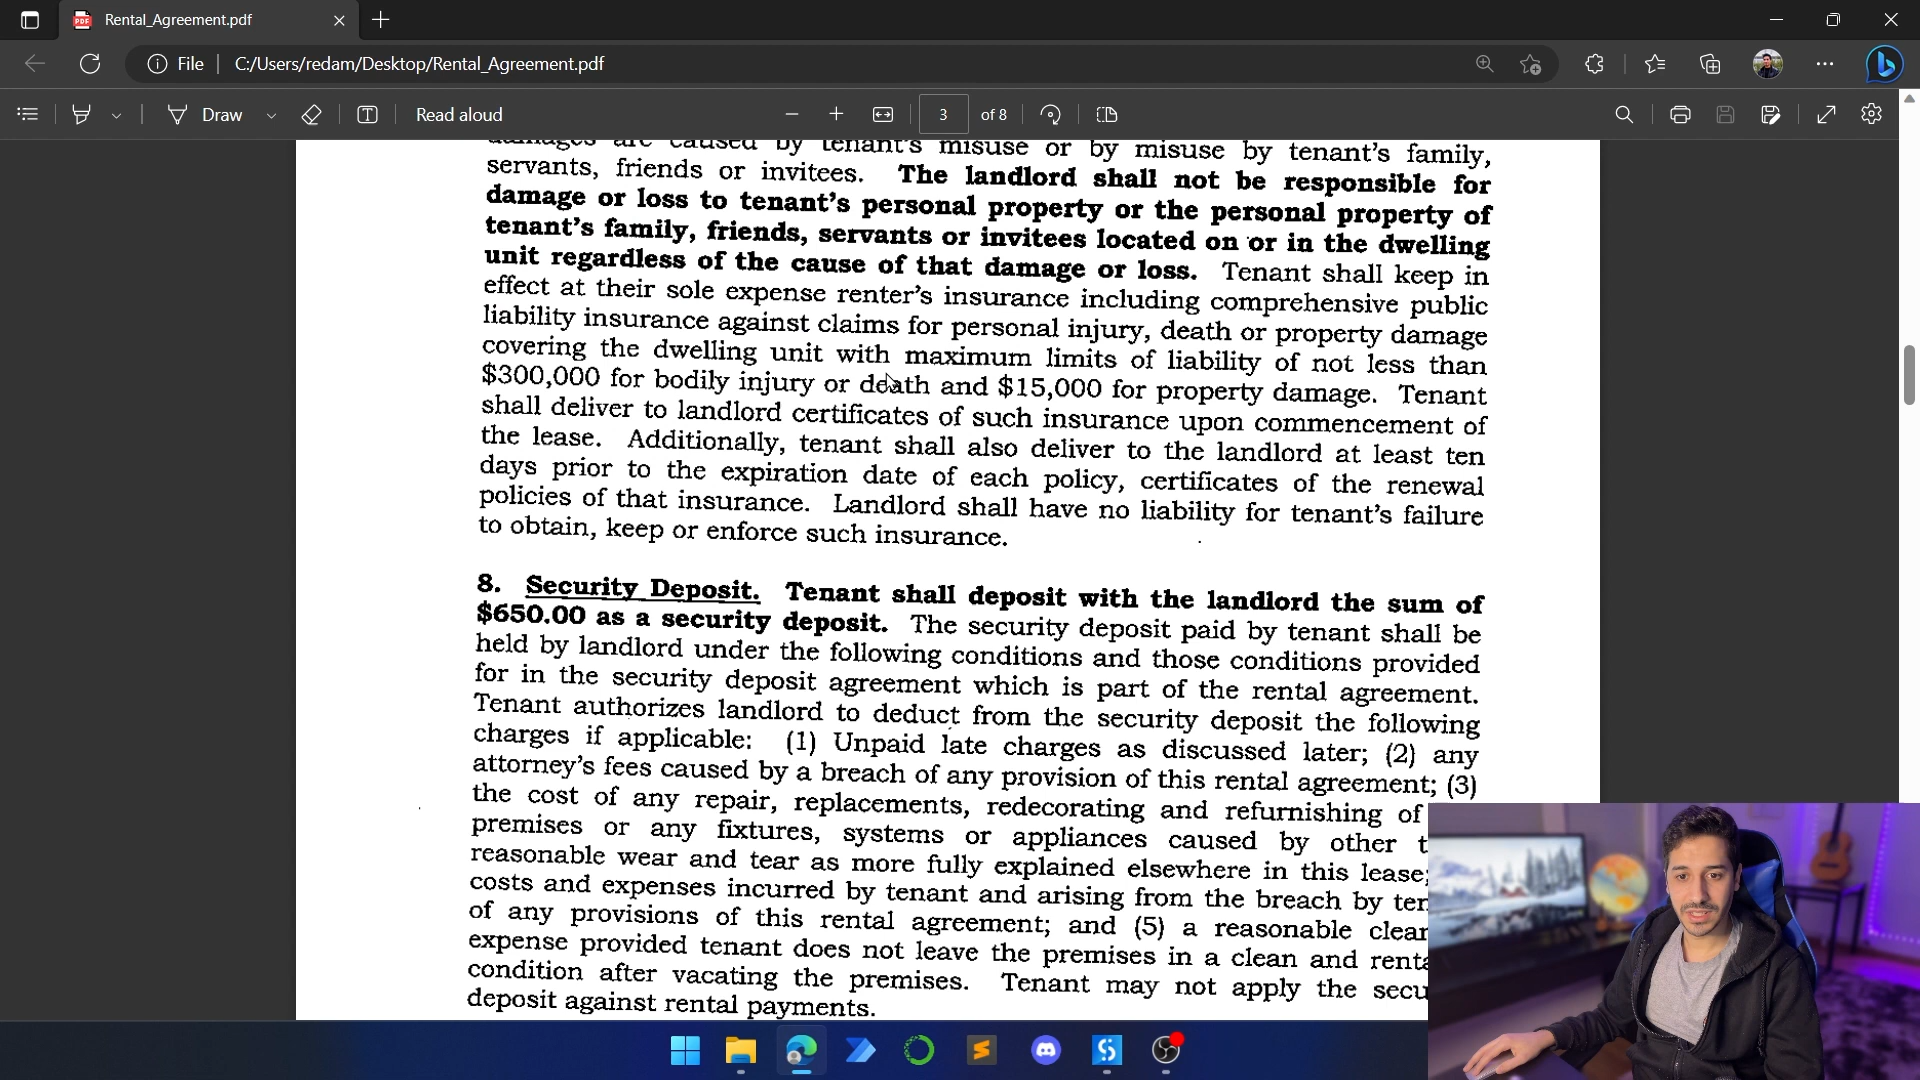 Rental_Agreement.pdf
File
C:/Users/redam/Desktop/Rental_Agreement.pdf
Draw
Read aloud
3
of 8
damages are caused by tenant's misuse or by misuse by tenant's family,
servants, friends or invitees. The landlord shall not be responsible for
damage or loss to tenant's personal property or the personal property of
tenant's family, friends, servants or invitees located on or in the dwelling
unit regardless of the cause of that damage or loss. Tenant shall keep in
effect at their sole expense renter's insurance including comprehensive public
liability insurance against claims for personal injury, death or property damage
covering the dwelling unit with maximum limits of liability of not less than
$300,000 for bodily injury or death and $15,000 for property damage. Tenant
shall deliver to landlord certificates of such insurance upon commencement of
the lease. Additionally, tenant shall also deliver to the landlord at least ten
days prior to the expiration date of each policy, certificates of the renewal
policies of that insurance. Landlord shall have no liability for tenant's failure
to obtain, keep or enforce such insurance.
8. Security Deposit. Tenant shall deposit with the landlord the sum of
$650.00 as a security deposit. The security deposit paid by tenant shall be
held by landlord under the following conditions and those conditions provided
for in the security deposit agreement which is part of the rental agreement.
Tenant authorizes landlord to deduct from the security deposit the following
charges if applicable: (1) Unpaid late charges as discussed later; (2) any
attorney's fees caused by a breach of any provision of this rental agreement; (3)
the cost of any repair, replacements, redecorating and refurnishing of
premises or any fixtures, systems or appliances caused by other t
reasonable wear and tear as more fully explained elsewhere in this lease;
costs and expenses incurred by tenant and arising from the breach by ten
of any provisions of this rental agreement; and (5) a reasonable clean
expense provided tenant does not leave the premises in a clean and renta
condition after vacating the premises. Tenant may not apply the secu
deposit against rental payments.